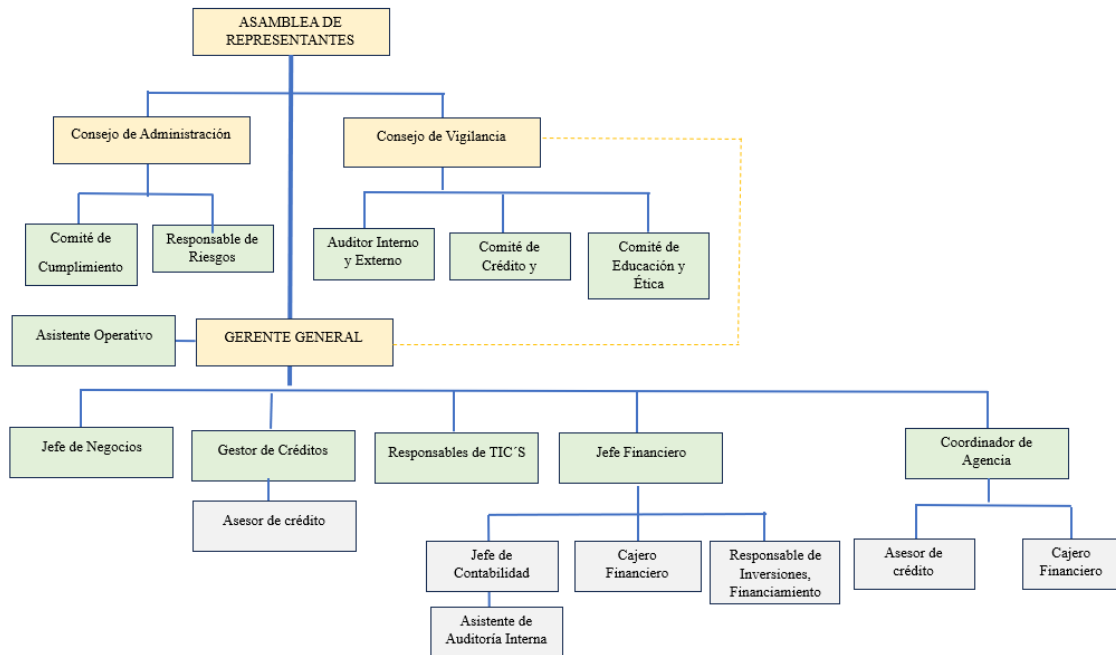 ASAMBLEA DE
REPRESENTANTES
Consejo de Administración
Consejo de Vigilancia
Comité de
Cumplimiento
Responsable de
Riesgos
Auditor Interno
y Externo
Comité de
Crédito y
Comité de
Educación y
Ética
Asistente Operativo
GERENTE GENERAL
Jefe de Negocios
Gestor de Créditos
Responsables de TIC´S
Jefe Financiero
Coordinador de
Agencia
Asesor de crédito
Jefe de
Contabilidad
Cajero
Financiero
Responsable de
Inversiones,
Financiamiento
Asesor de
crédito
Cajero
Financiero
Asistente de
Auditoría Interna